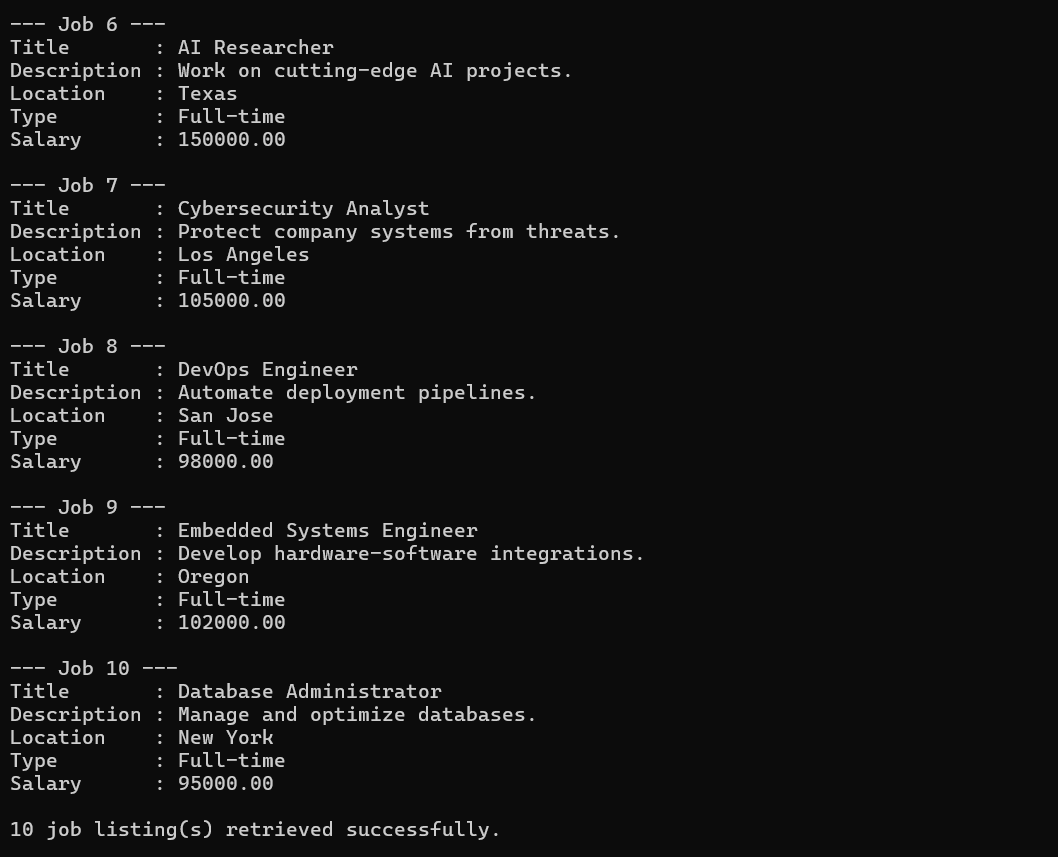 --- Job 6 ---
Title       : AI Researcher
Description : Work on cutting-edge AI projects.
Location    : Texas
Type        : Full-time
Salary      : 150000.00

--- Job 7 ---
Title       : Cybersecurity Analyst
Description : Protect company systems from threats.
Location    : Los Angeles
Type        : Full-time
Salary      : 105000.00

--- Job 8 ---
Title       : DevOps Engineer
Description : Automate deployment pipelines.
Location    : San Jose
Type        : Full-time
Salary      : 98000.00

--- Job 9 ---
Title       : Embedded Systems Engineer
Description : Develop hardware-software integrations.
Location    : Oregon
Type        : Full-time
Salary      : 102000.00

--- Job 10 ---
Title       : Database Administrator
Description : Manage and optimize databases.
Location    : New York
Type        : Full-time
Salary      : 95000.00

10 job listing(s) retrieved successfully.